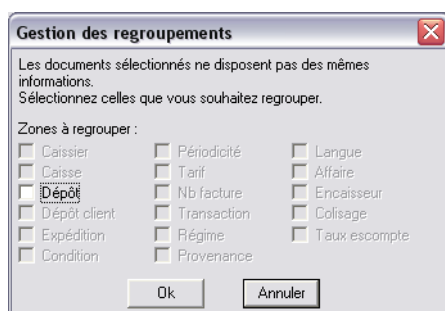 Gestion des regroupements
Les documents sélectionnés ne disposent pas des mêmes
informations.
Sélectionnez celles que vous souhaitez regrouper.
Zones à regrouper :
Caissier Périodicité Langue
Caisse Tarif Affaire
Dépôt Nb facture Encaisseur
Dépôt client Transaction Colisage
Expédition Régime Taux escompte
Condition Provenance
Ok Annuler